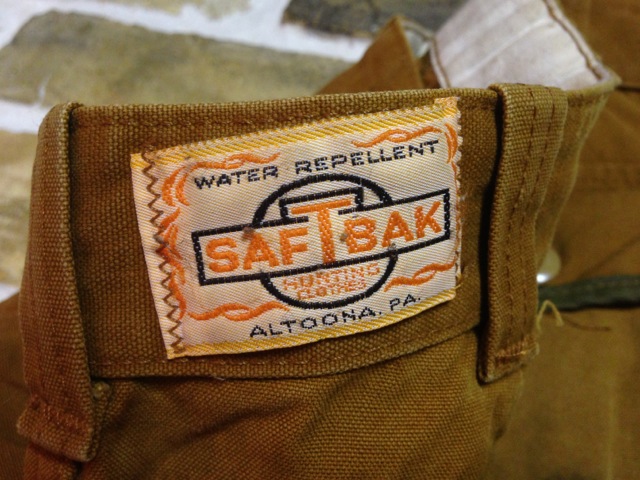 WATER REPELLENT
SAFTBAK
HUNTING
CLOTHES
ALTOONA, PA.